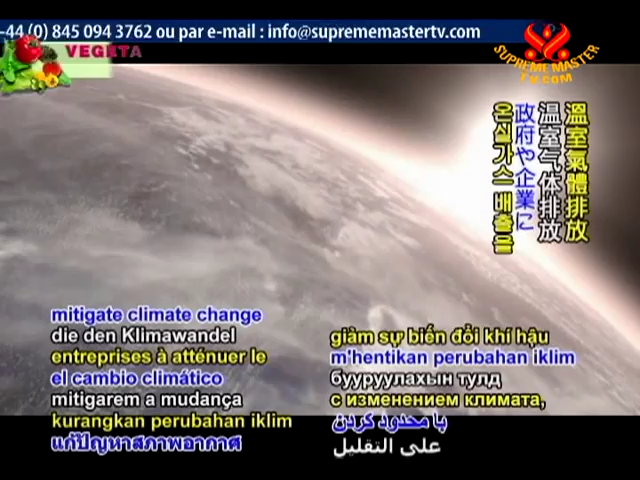 -44 (0) 845 094 3762 ou par e-mail : info@suprememastertv.com
VEGETA
SUPREME MASTER
TV.COM
溫室氣體排放
温室气体排放
政府や企業に
온실가스 배출을
mitigate climate change
die den Klimawandel
entreprises à atténuer le
el cambio climático
mitigarem a mudança
kurangkan perubahan iklim
แก้ปัญหาสภาพอากาศ
giảm sự biến đổi khí hậu
m'hentikan perubahan iklim
бууруулахын тулд
с изменением климата,
با محدود کردن
على التقليل